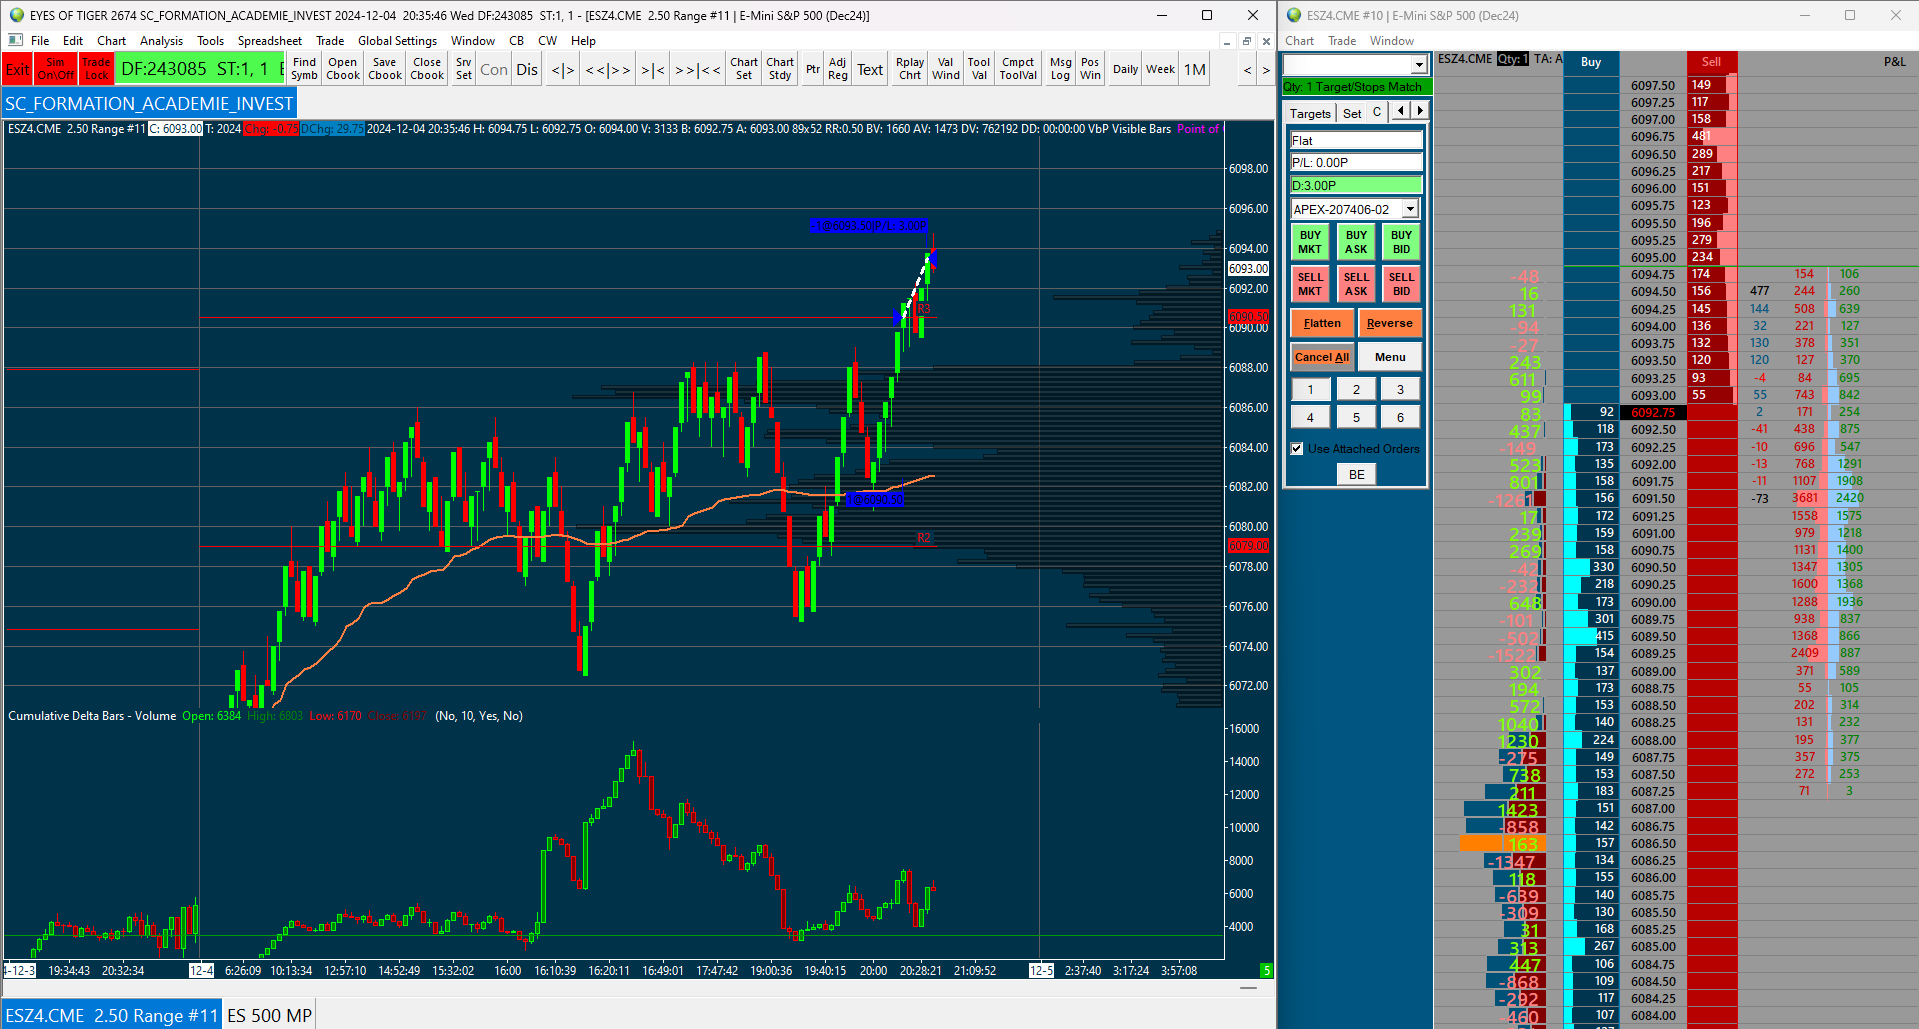 EYES OF TIGER 2674 SC_FORMATION_ACADEMIE_INVEST 2024-12-04 20:35:46 Wed DF:243085 ST:1, 1 - [ESZ4.CME 2.50 Range #11 | E-Mini S&P 500 (Dec24)]
File Edit Chart Analysis Tools Spreadsheet Trade Global Settings Window CB CW Help
Exit Sim On\Off Trade Lock DF:243085 ST:1, 1 Find Symb Open Cbook Save Cbook Close Cbook Srv Set Con Dis <|> <<|>> >|< >>|<< Chart Set Chart Stdy Ptr Adj Reg Text Rplay Chrt Val Wind Tool Val Cmpct ToolVal Msg Log Pos Win Daily Week 1M < >
SC_FORMATION_ACADEMIE_INVEST
ESZ4.CME 2.50 Range #11 C: 6093.00 T: 2024 Chg: -0.75 DChg: 29.75 2024-12-04 20:35:46 H: 6094.75 L: 6092.75 O: 6094.00 V: 3133 B: 6092.75 A: 6093.00 89x52 RR:0.50 BV: 1660 AV: 1473 DV: 762192 DD: 00:00:00 VbP Visible Bars Point of
6098.00
6096.00
-1@6093.50|P/L: 3.00P
6094.00
6093.00
6092.00
R3
6090.50
6090.00
6088.00
6086.00
6084.00
6082.00
1@6090.50
6080.00
R2
6079.00
6078.00
6076.00
6074.00
6072.00
Cumulative Delta Bars - Volume Open: 6384 High: 6803 Low: 6170 Close: 6197 (No, 10, Yes, No)
16000
14000
12000
10000
8000
6000
4000
4-12-3 19:34:43 20:32:34 12-4 6:26:09 10:13:34 12:57:10 14:52:49 15:32:02 16:00 16:10:39 16:20:11 16:49:01 17:47:42 19:00:36 19:40:15 20:00 20:28:21 21:09:52 12-5 2:37:40 3:17:24 3:57:08 5
ESZ4.CME 2.50 Range #11 ES 500 MP
ESZ4.CME #10 | E-Mini S&P 500 (Dec24)
Chart Trade Window
Qty: 1 Target/Stops Match
Targets Set C
Flat
P/L: 0.00P
D:3.00P
APEX-207406-02
BUY MKT BUY ASK BUY BID
SELL MKT SELL ASK SELL BID
Flatten Reverse
Cancel All Menu
1 2 3
4 5 6
Use Attached Orders
BE
ESZ4.CME Qty: 1 TA: A Buy Sell P&L
6097.50 149
6097.25 117
6097.00 158
6096.75 481
6096.50 289
6096.25 217
6096.00 151
6095.75 123
6095.50 196
6095.25 279
6095.00 234
-48 6094.75 174 154 106
16 6094.50 156 477 244 260
131 6094.25 145 144 508 639
-94 6094.00 136 32 221 127
-27 6093.75 132 130 378 351
243 6093.50 120 120 127 370
611 6093.25 93 -4 84 695
99 6093.00 55 55 743 842
83 92 6092.75 2 171 254
437 118 6092.50 -41 438 875
-149 173 6092.25 -10 696 547
523 135 6092.00 -13 768 1291
801 158 6091.75 -11 1107 1908
-1261 156 6091.50 -73 3681 2420
17 172 6091.25 1558 1575
239 159 6091.00 979 1218
269 158 6090.75 1131 1400
-42 330 6090.50 1347 1305
-232 218 6090.25 1600 1368
648 173 6090.00 1288 1936
-101 301 6089.75 938 837
-502 415 6089.50 1368 866
-1522 154 6089.25 2409 887
302 137 6089.00 371 589
194 173 6088.75 55 105
572 153 6088.50 202 314
1040 140 6088.25 131 232
1230 224 6088.00 195 377
-275 149 6087.75 357 375
738 153 6087.50 272 253
211 183 6087.25 71 3
1423 151 6087.00
-858 142 6086.75
163 157 6086.50
-1347 134 6086.25
118 155 6086.00
-639 140 6085.75
-309 130 6085.50
31 168 6085.25
313 267 6085.00
447 106 6084.75
-868 109 6084.50
-292 117 6084.25
-460 107 6084.00